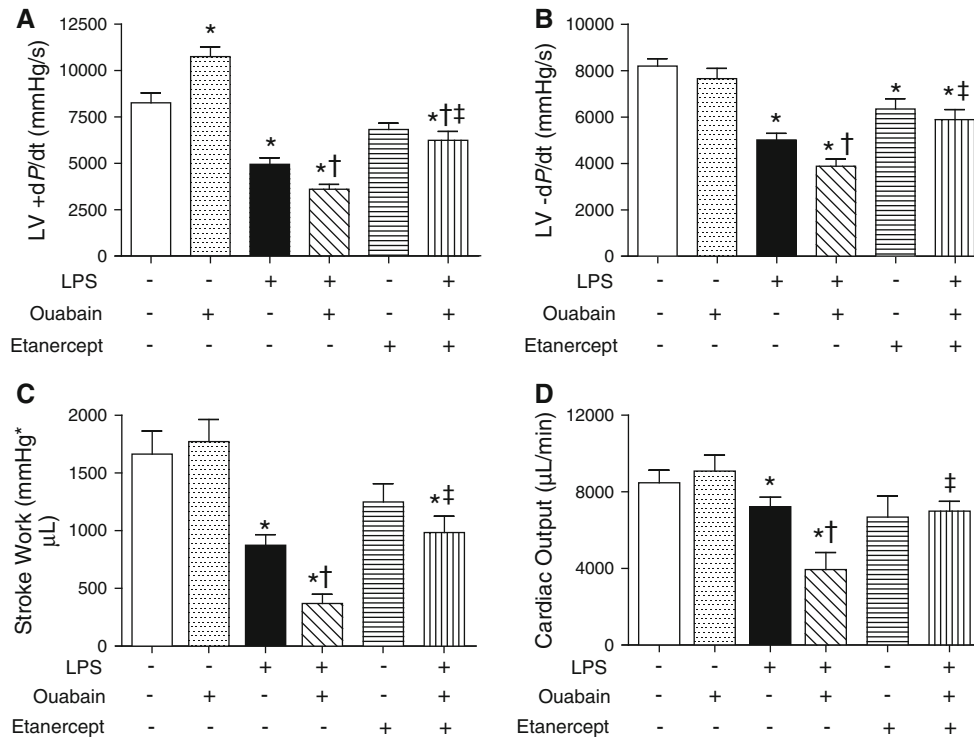 A
LV +dP/dt (mmHg/s)
12500
10000
7500
5000
2500
0
*
*
*†
*†‡
LPS - - + + - +
Ouabain - + - + - +
Etanercept - - - - + +
B
LV -dP/dt (mmHg/s)
8000
6000
4000
2000
0
*
*†
*
*‡
LPS - - + + - +
Ouabain - + - + - +
Etanercept - - - - + +
C
Stroke Work (mmHg*
µL)
2000
1500
1000
500
0
*
*†
*‡
LPS - - + + - +
Ouabain - + - + - +
Etanercept - - - - + +
D
Cardiac Output (µL/min)
12000
8000
4000
0
*
*†
‡
LPS - - + + - +
Ouabain - + - + - +
Etanercept - - - - + +